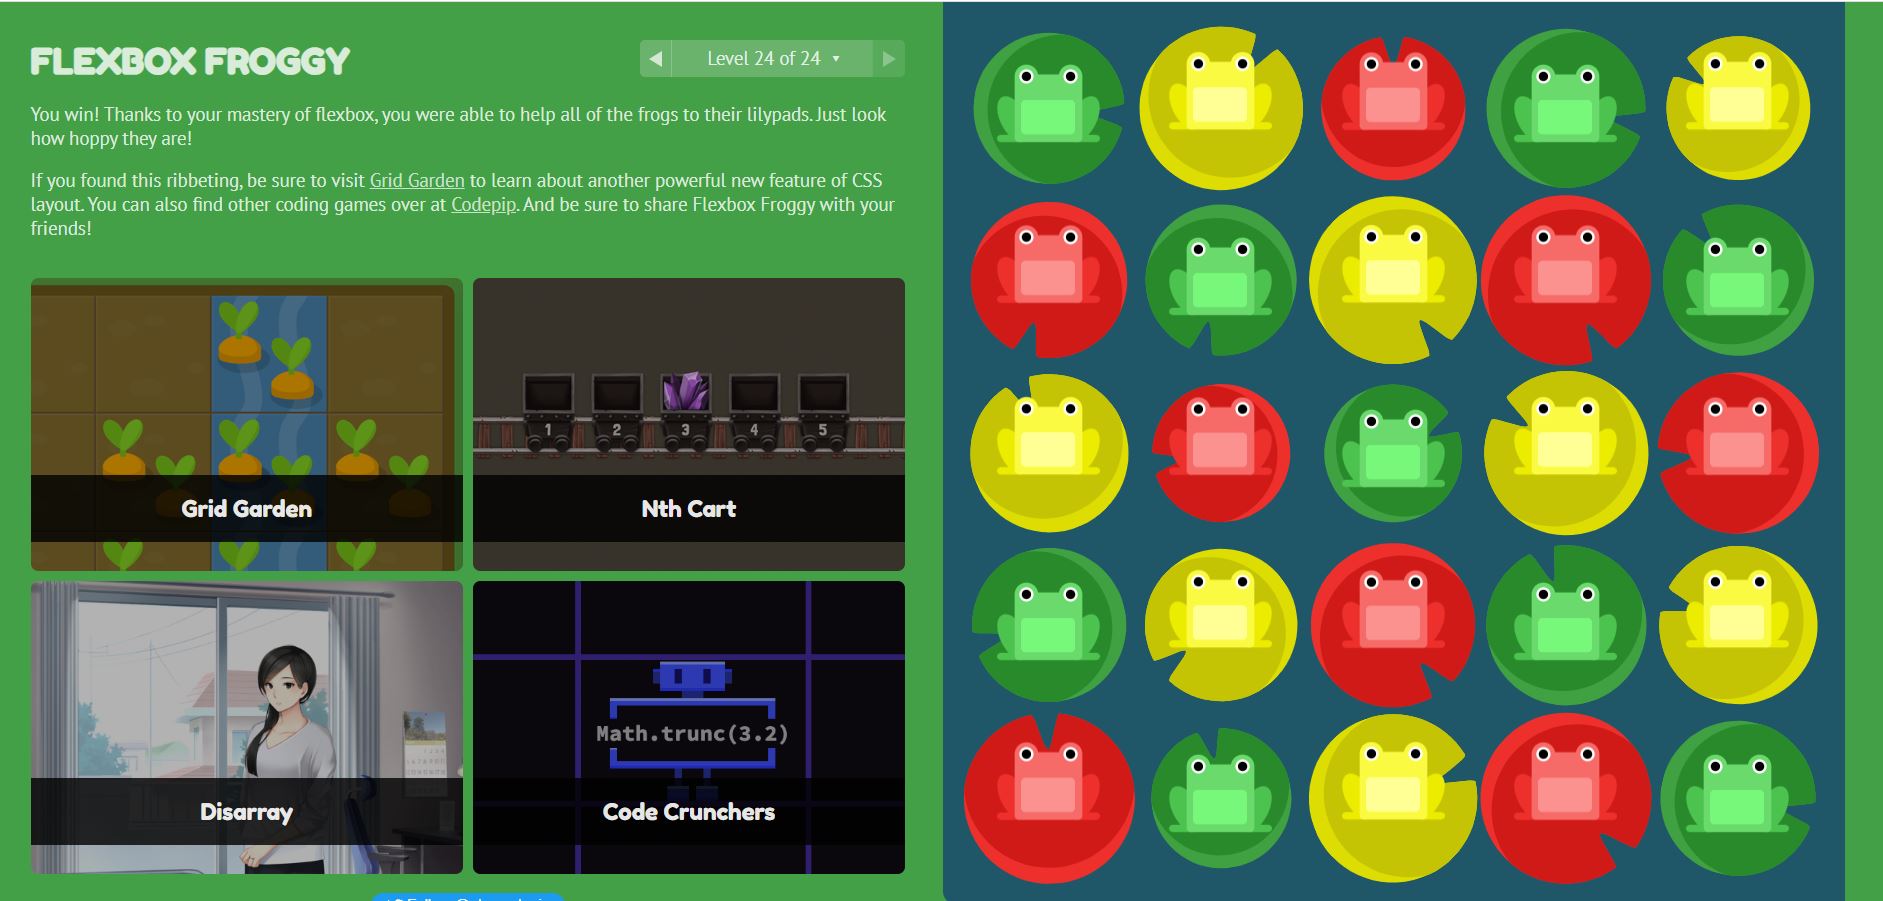 FLEXBOX FROGGY
Level 24 of 24
You win! Thanks to your mastery of flexbox, you were able to help all of the frogs to their lilypads. Just look
how hoppy they are!
If you found this ribbeting, be sure to visit Grid Garden to learn about another powerful new feature of CSS
layout. You can also find other coding games over at Codepip. And be sure to share Flexbox Froggy with your
friends!
Grid Garden
1 2 3 4 5
Nth Cart
Disarray
Math.trunc(3.2)
Code Crunchers